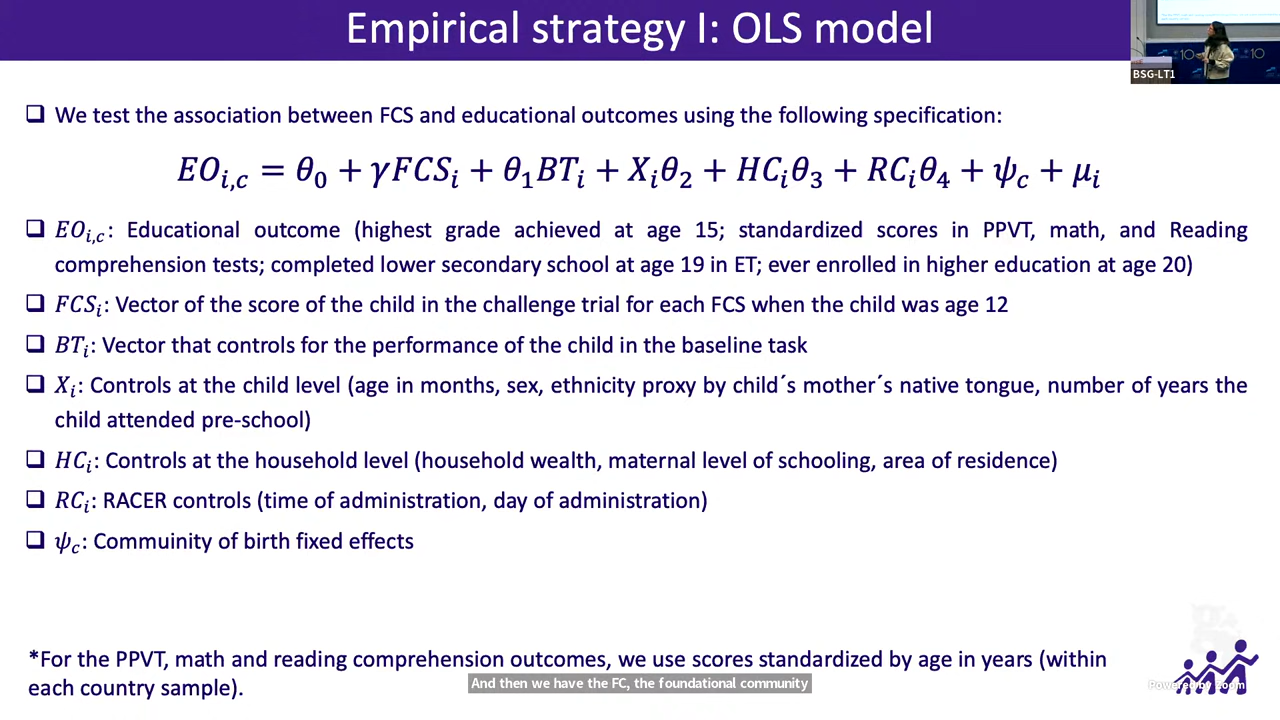 Empirical strategy I: OLS model
BSG-LT1
❑ We test the association between FCS and educational outcomes using the following specification:
EO_{i,c} = θ_0 + γFCS_i + θ_1BT_i + X_iθ_2 + HC_iθ_3 + RC_iθ_4 + ψ_c + μ_i
❑ EO_{i,c}: Educational outcome (highest grade achieved at age 15; standardized scores in PPVT, math, and Reading
comprehension tests; completed lower secondary school at age 19 in ET; ever enrolled in higher education at age 20)
❑ FCS_i: Vector of the score of the child in the challenge trial for each FCS when the child was age 12
❑ BT_i: Vector that controls for the performance of the child in the baseline task
❑ X_i: Controls at the child level (age in months, sex, ethnicity proxy by child´s mother´s native tongue, number of years the
child attended pre-school)
❑ HC_i: Controls at the household level (household wealth, maternal level of schooling, area of residence)
❑ RC_i: RACER controls (time of administration, day of administration)
❑ ψ_c: Commuinity of birth fixed effects
*For the PPVT, math and reading comprehension outcomes, we use scores standardized by age in years (within
each country sample).
And then we have the FC, the foundational community
Powered by Zoom